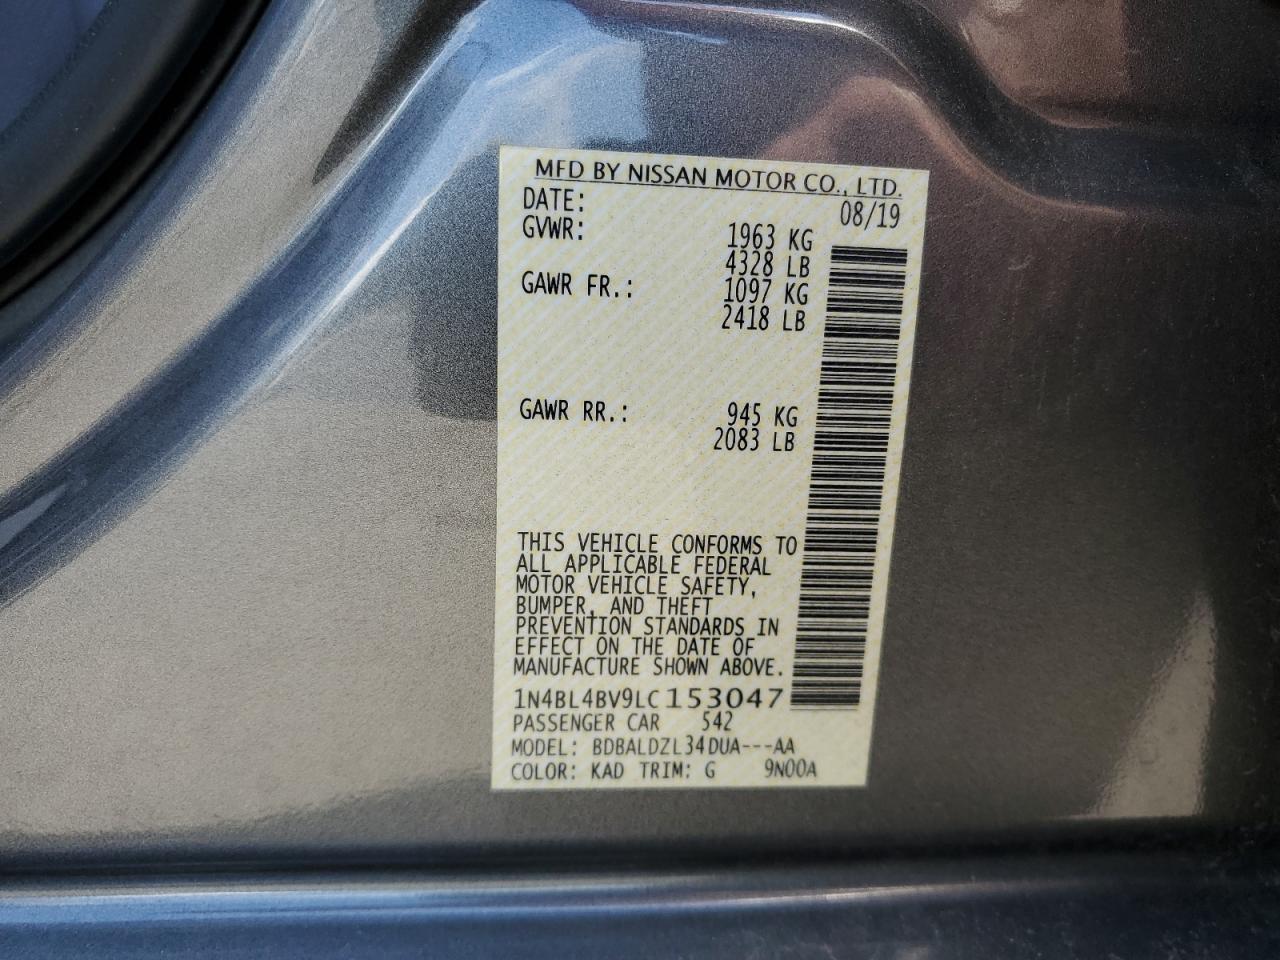 MFD BY NISSAN MOTOR CO., LTD.
DATE: 08/19
GVWR: 1963 KG
4328 LB
GAWR FR.: 1097 KG
2418 LB
GAWR RR.: 945 KG
2083 LB
THIS VEHICLE CONFORMS TO
ALL APPLICABLE FEDERAL
MOTOR VEHICLE SAFETY,
BUMPER, AND THEFT
PREVENTION STANDARDS IN
EFFECT ON THE DATE OF
MANUFACTURE SHOWN ABOVE.
1N4BL4BV9LC153047
PASSENGER CAR 542
MODEL: BDBALDZL34DUA---AA
COLOR: KAD TRIM: G 9N00A